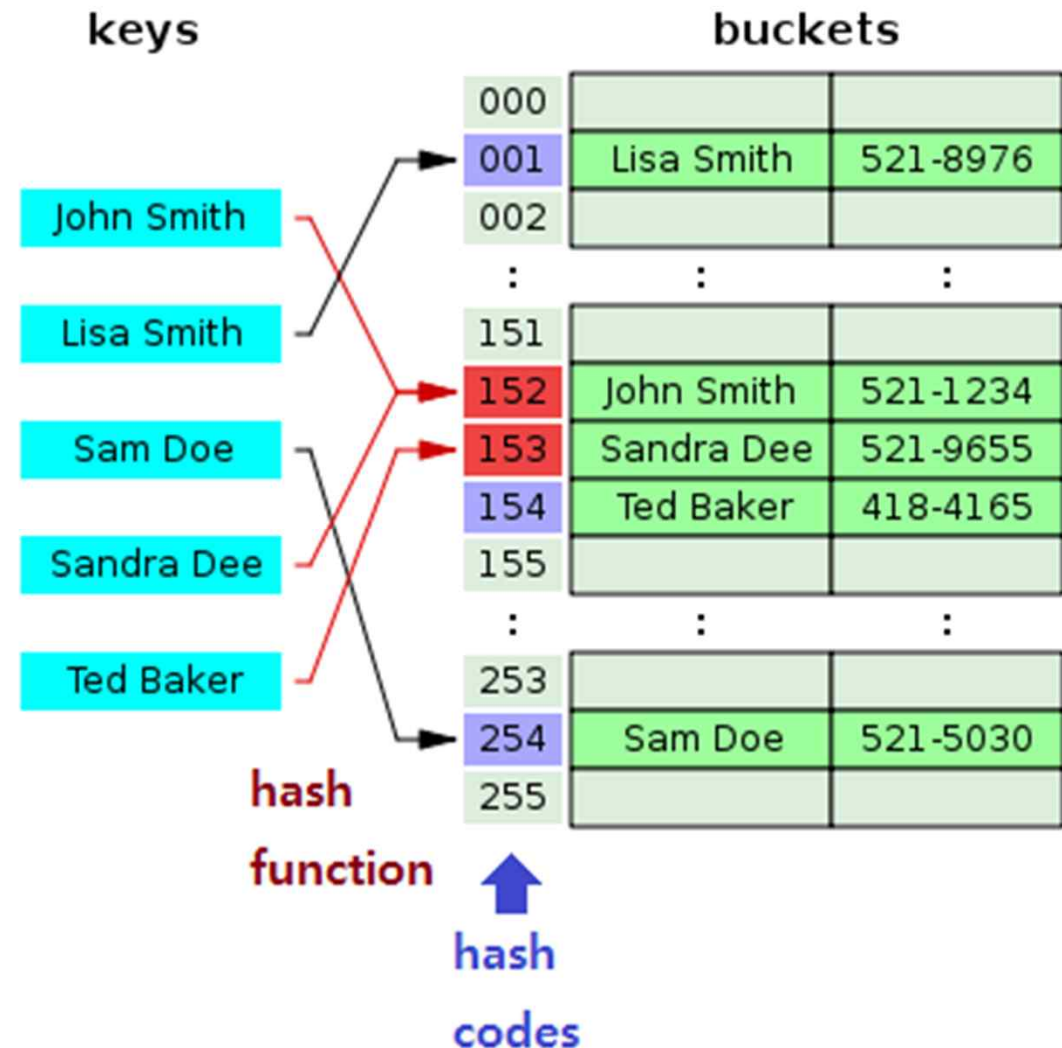 keys
buckets
John Smith
Lisa Smith
Sam Doe
Sandra Dee
Ted Baker
000
001 Lisa Smith 521-8976
002
: : :
151
152 John Smith 521-1234
153 Sandra Dee 521-9655
154 Ted Baker 418-4165
155
: : :
253
254 Sam Doe 521-5030
255
hash
function
hash
codes